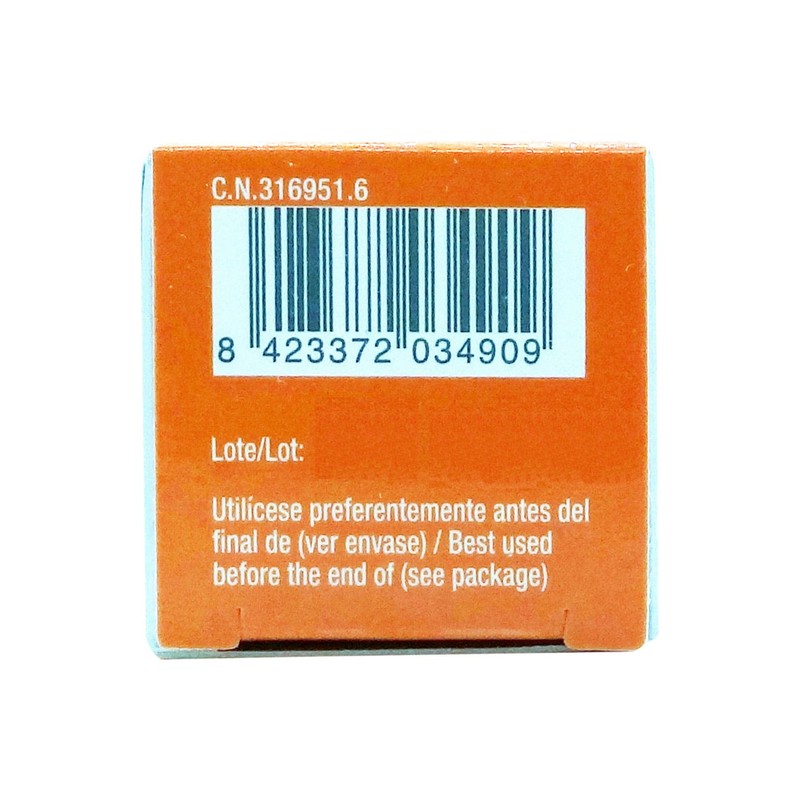 C.N.316951.6
8 423372 034909
Lote/Lot:
Utilícese preferentemente antes del
final de (ver envase) / Best used
before the end of (see package)